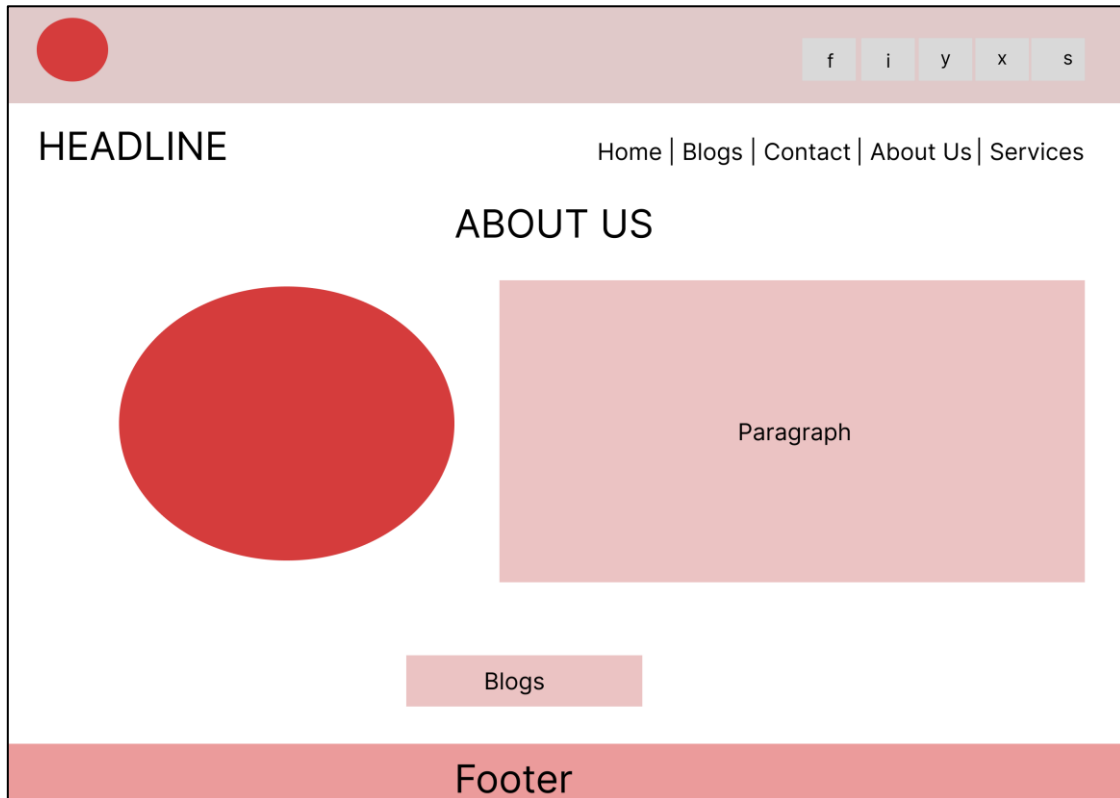 f i y x s
HEADLINE
Home | Blogs | Contact | About Us | Services
ABOUT US
Paragraph
Blogs
Footer